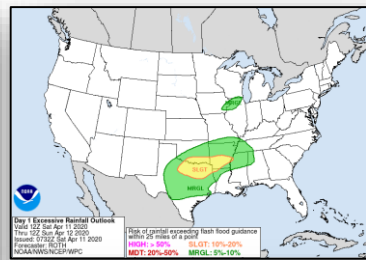 MRGL
SLGT
MRGL
NOAA
Day 1 Excessive Rainfall Outlook
Valid 12Z Sat Apr 11 2020
Thru 12Z Sun Apr 12 2020
Issued: 0732Z Sat Apr 11 2020
Forecaster: ROTH
NOAA/NWS/NCEP/WPC
Risk of rainfall exceeding flash flood guidance
within 25 miles of a point
HIGH: > 50% SLGT: 10%-20%
MDT: 20%-50% MRGL: 5%-10%